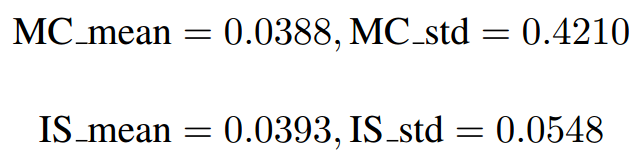 MC_mean = 0.0388, MC_std = 0.4210
IS_mean = 0.0393, IS_std = 0.0548